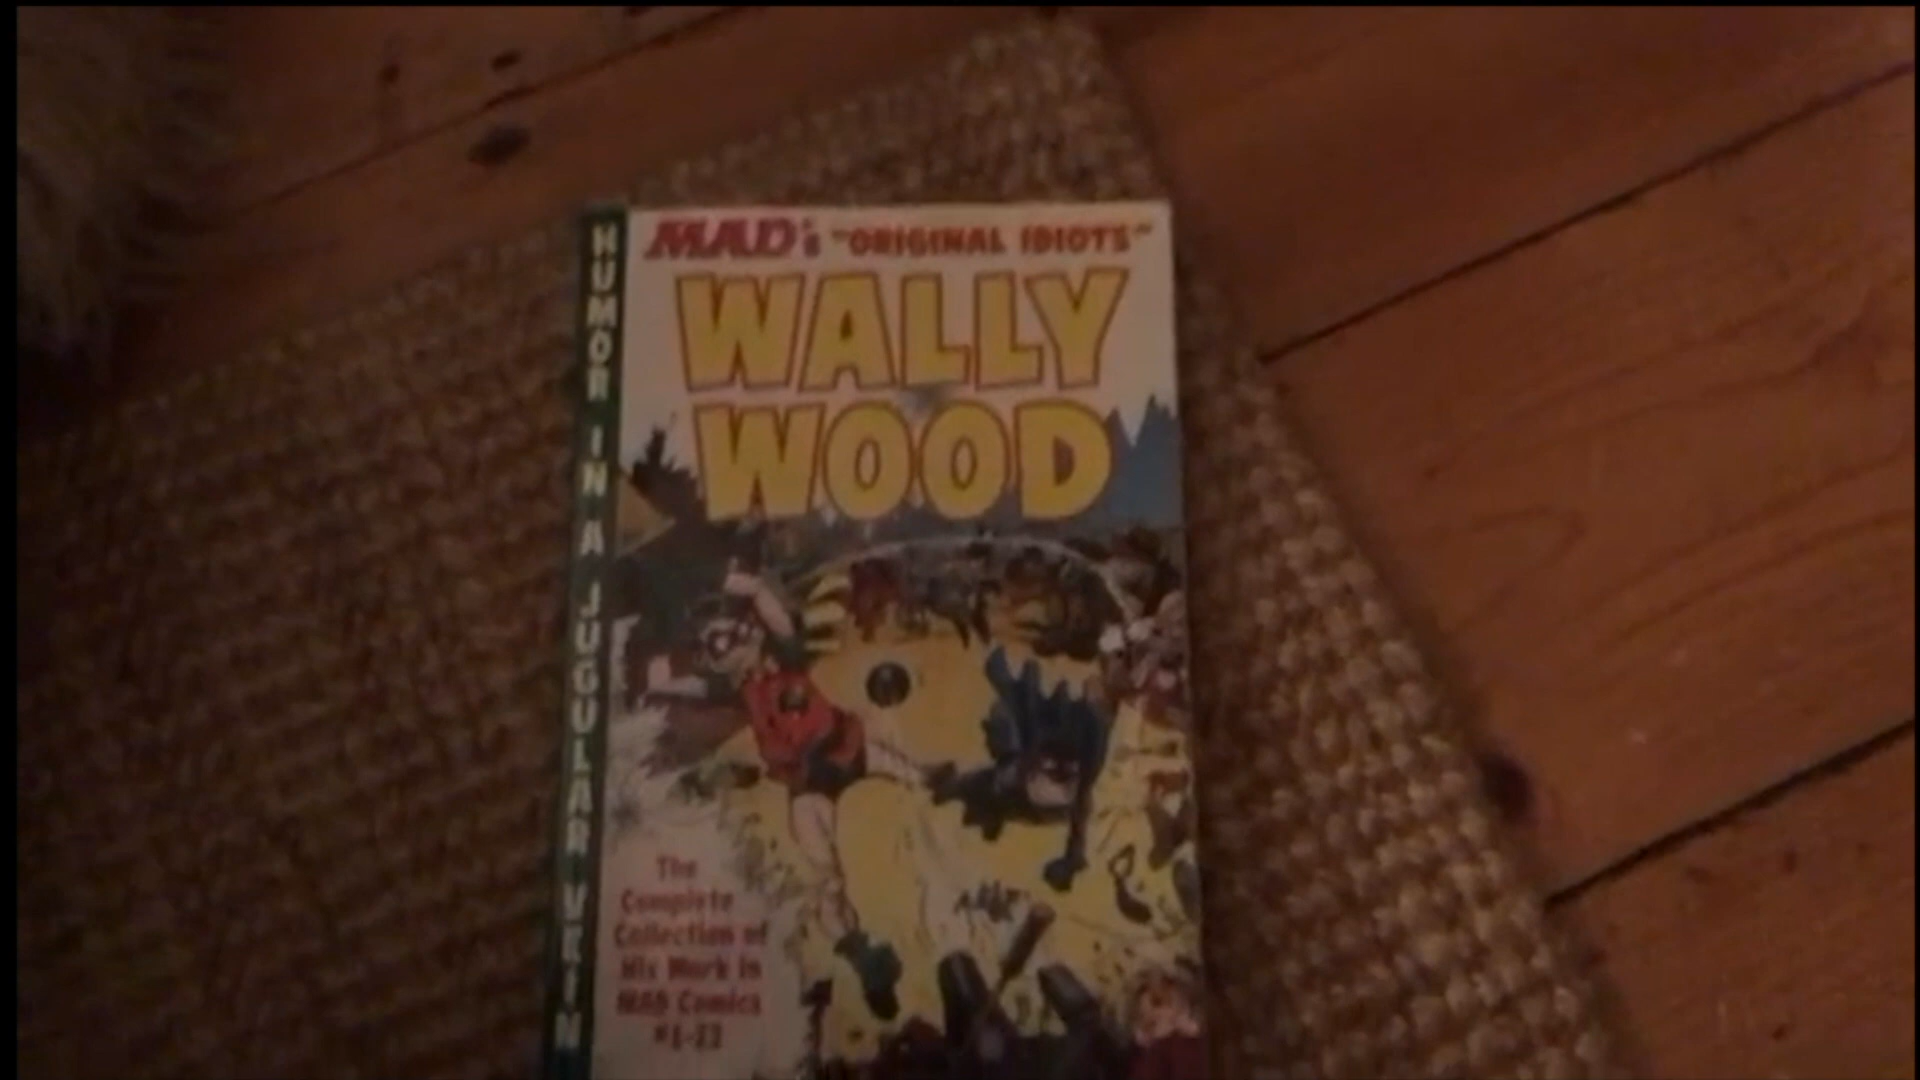 MAD's "ORIGINAL IDIOTS"
WALLY
WOOD
HUMOR IN A JUGULAR VEIN
The
Complete
Collection of
His Work in
MAD Comics
#1-23